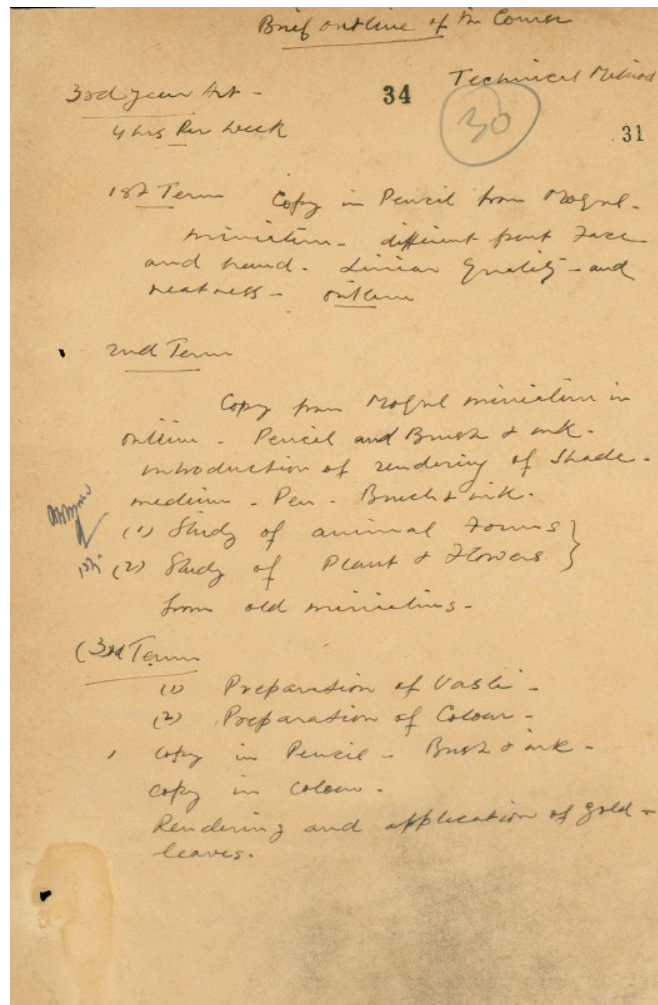 Brief outline of the Course
Technical Method
3rd year Art -
34
30
4 hrs Per week
31
1st Term Copy in Pencil from Mogul -
miniature - different front Face
and hand - Linear Quality - and
neatness - outline
2nd Term
Copy from Mogul miniature in
outline - Pencil and Brush & ink -
introduction of rendering of Shade -
medium - Pen - Brush & ink.
(1) Study of animal Forms }
(2) Study of Plant & Flowers }
from old miniatures -
(3rd Term
(1) Preparation of Vasli -
(2) Preparation of Colour -
Copy in Pencil - Brush & ink -
Copy in Colour -
Rendering and application of gold -
leaves.